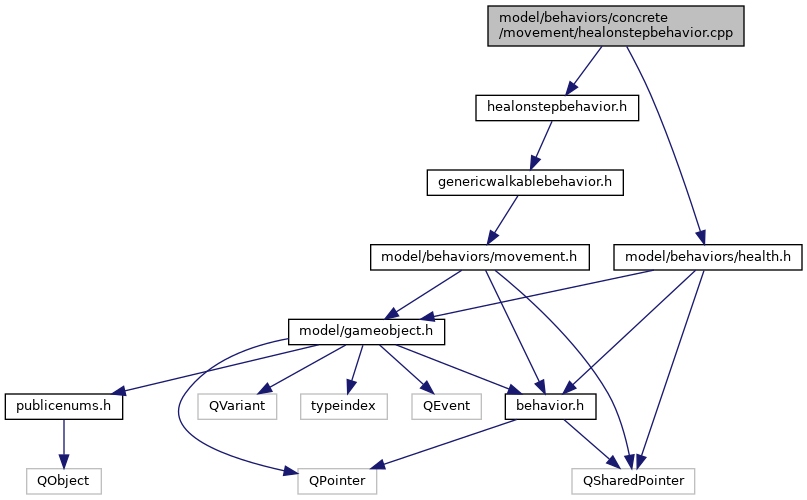 model/behaviors/concrete
/movement/healonstepbehavior.cpp
healonstepbehavior.h
genericwalkablebehavior.h
model/behaviors/movement.h
model/behaviors/health.h
model/gameobject.h
publicenums.h
QVariant
typeindex
QEvent
behavior.h
QObject
QPointer
QSharedPointer